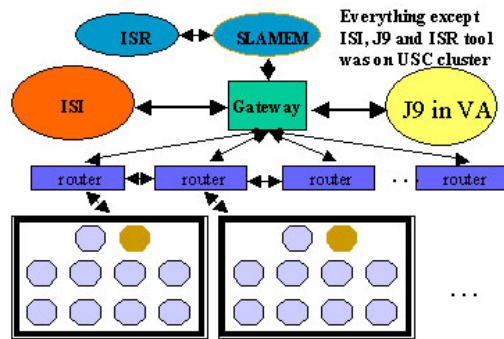 Everything except
ISI, J9 and ISR tool
was on USC cluster
ISR
SLAMEM
ISI
Gateway
J9 in VA
router
router
router
. . .
router
. . .